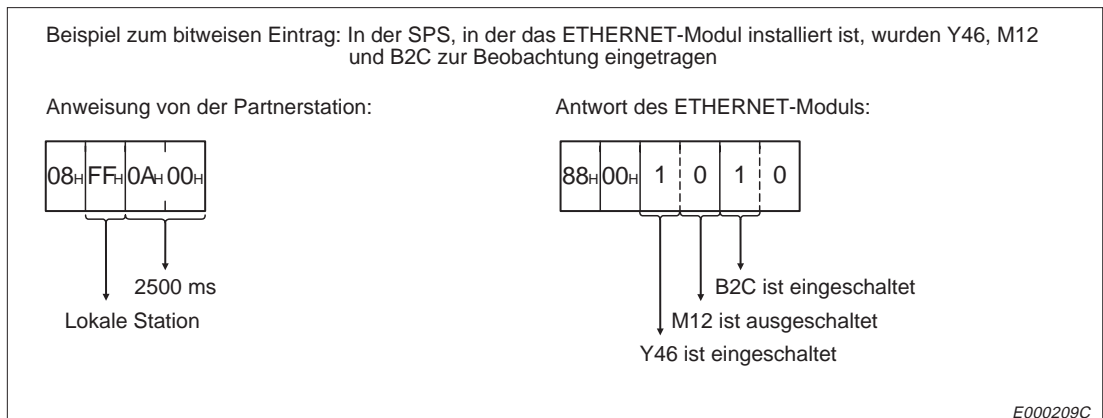 Beispiel zum bitweisen Eintrag: In der SPS, in der das ETHERNET-Modul installiert ist, wurden Y46, M12
und B2C zur Beobachtung eingetragen
Anweisung von der Partnerstation:
Antwort des ETHERNET-Moduls:
08H FFH 0AH 00H
88H 00H 1 0 1 0
2500 ms
B2C ist eingeschaltet
Lokale Station
M12 ist ausgeschaltet
Y46 ist eingeschaltet
E000209C